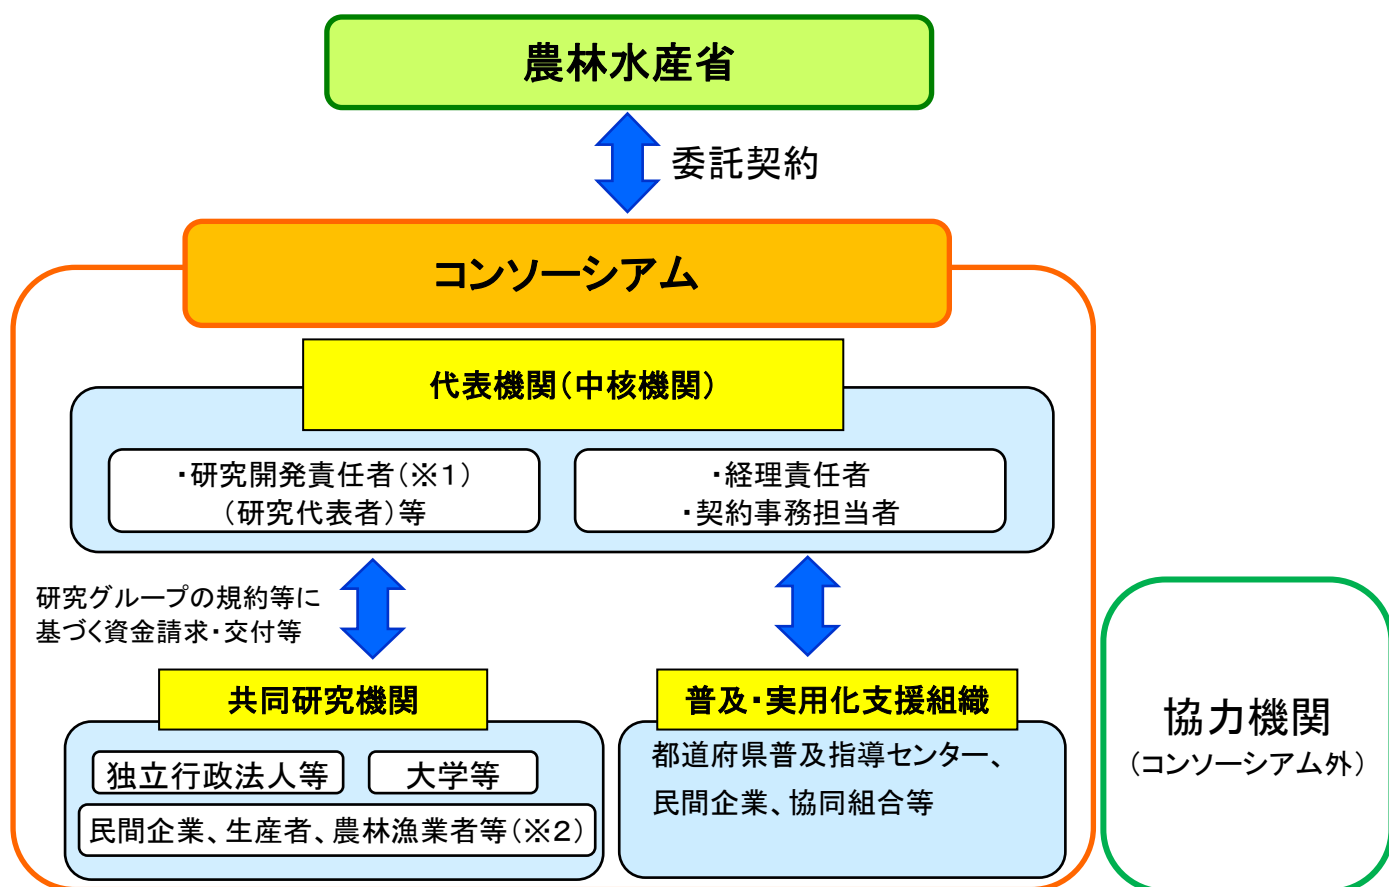 農林水産省
委託契約
コンソーシアム
代表機関（中核機関）
・研究開発責任者（※１）
（研究代表者）等
・経理責任者
・契約事務担当者
研究グループの規約等に
基づく資金請求・交付等
共同研究機関
独立行政法人等
大学等
民間企業、生産者、農林漁業者等（※２）
普及・実用化支援組織
都道府県普及指導センター、
民間企業、協同組合等
協力機関
（コンソーシアム外）